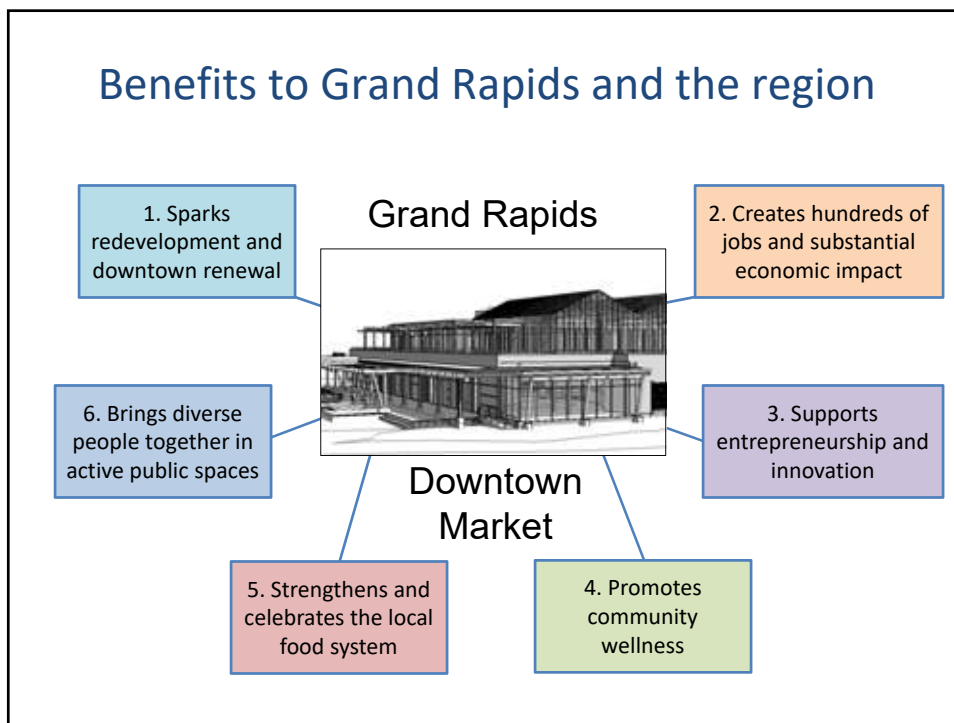 Benefits to Grand Rapids and the region
1. Sparks
redevelopment and
downtown renewal
Grand Rapids
2. Creates hundreds of
jobs and substantial
economic impact
6. Brings diverse
people together in
active public spaces
3. Supports
entrepreneurship and
innovation
Downtown
Market
5. Strengthens and
celebrates the local
food system
4. Promotes
community
wellness